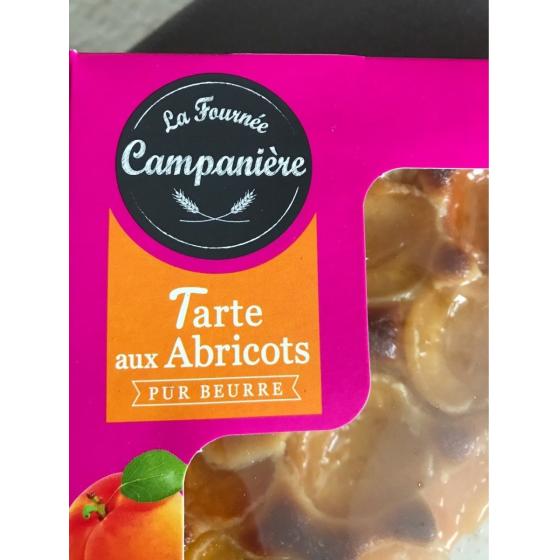 La Fournée
Campanière
Tarte
aux Abricots
PUR BEURRE